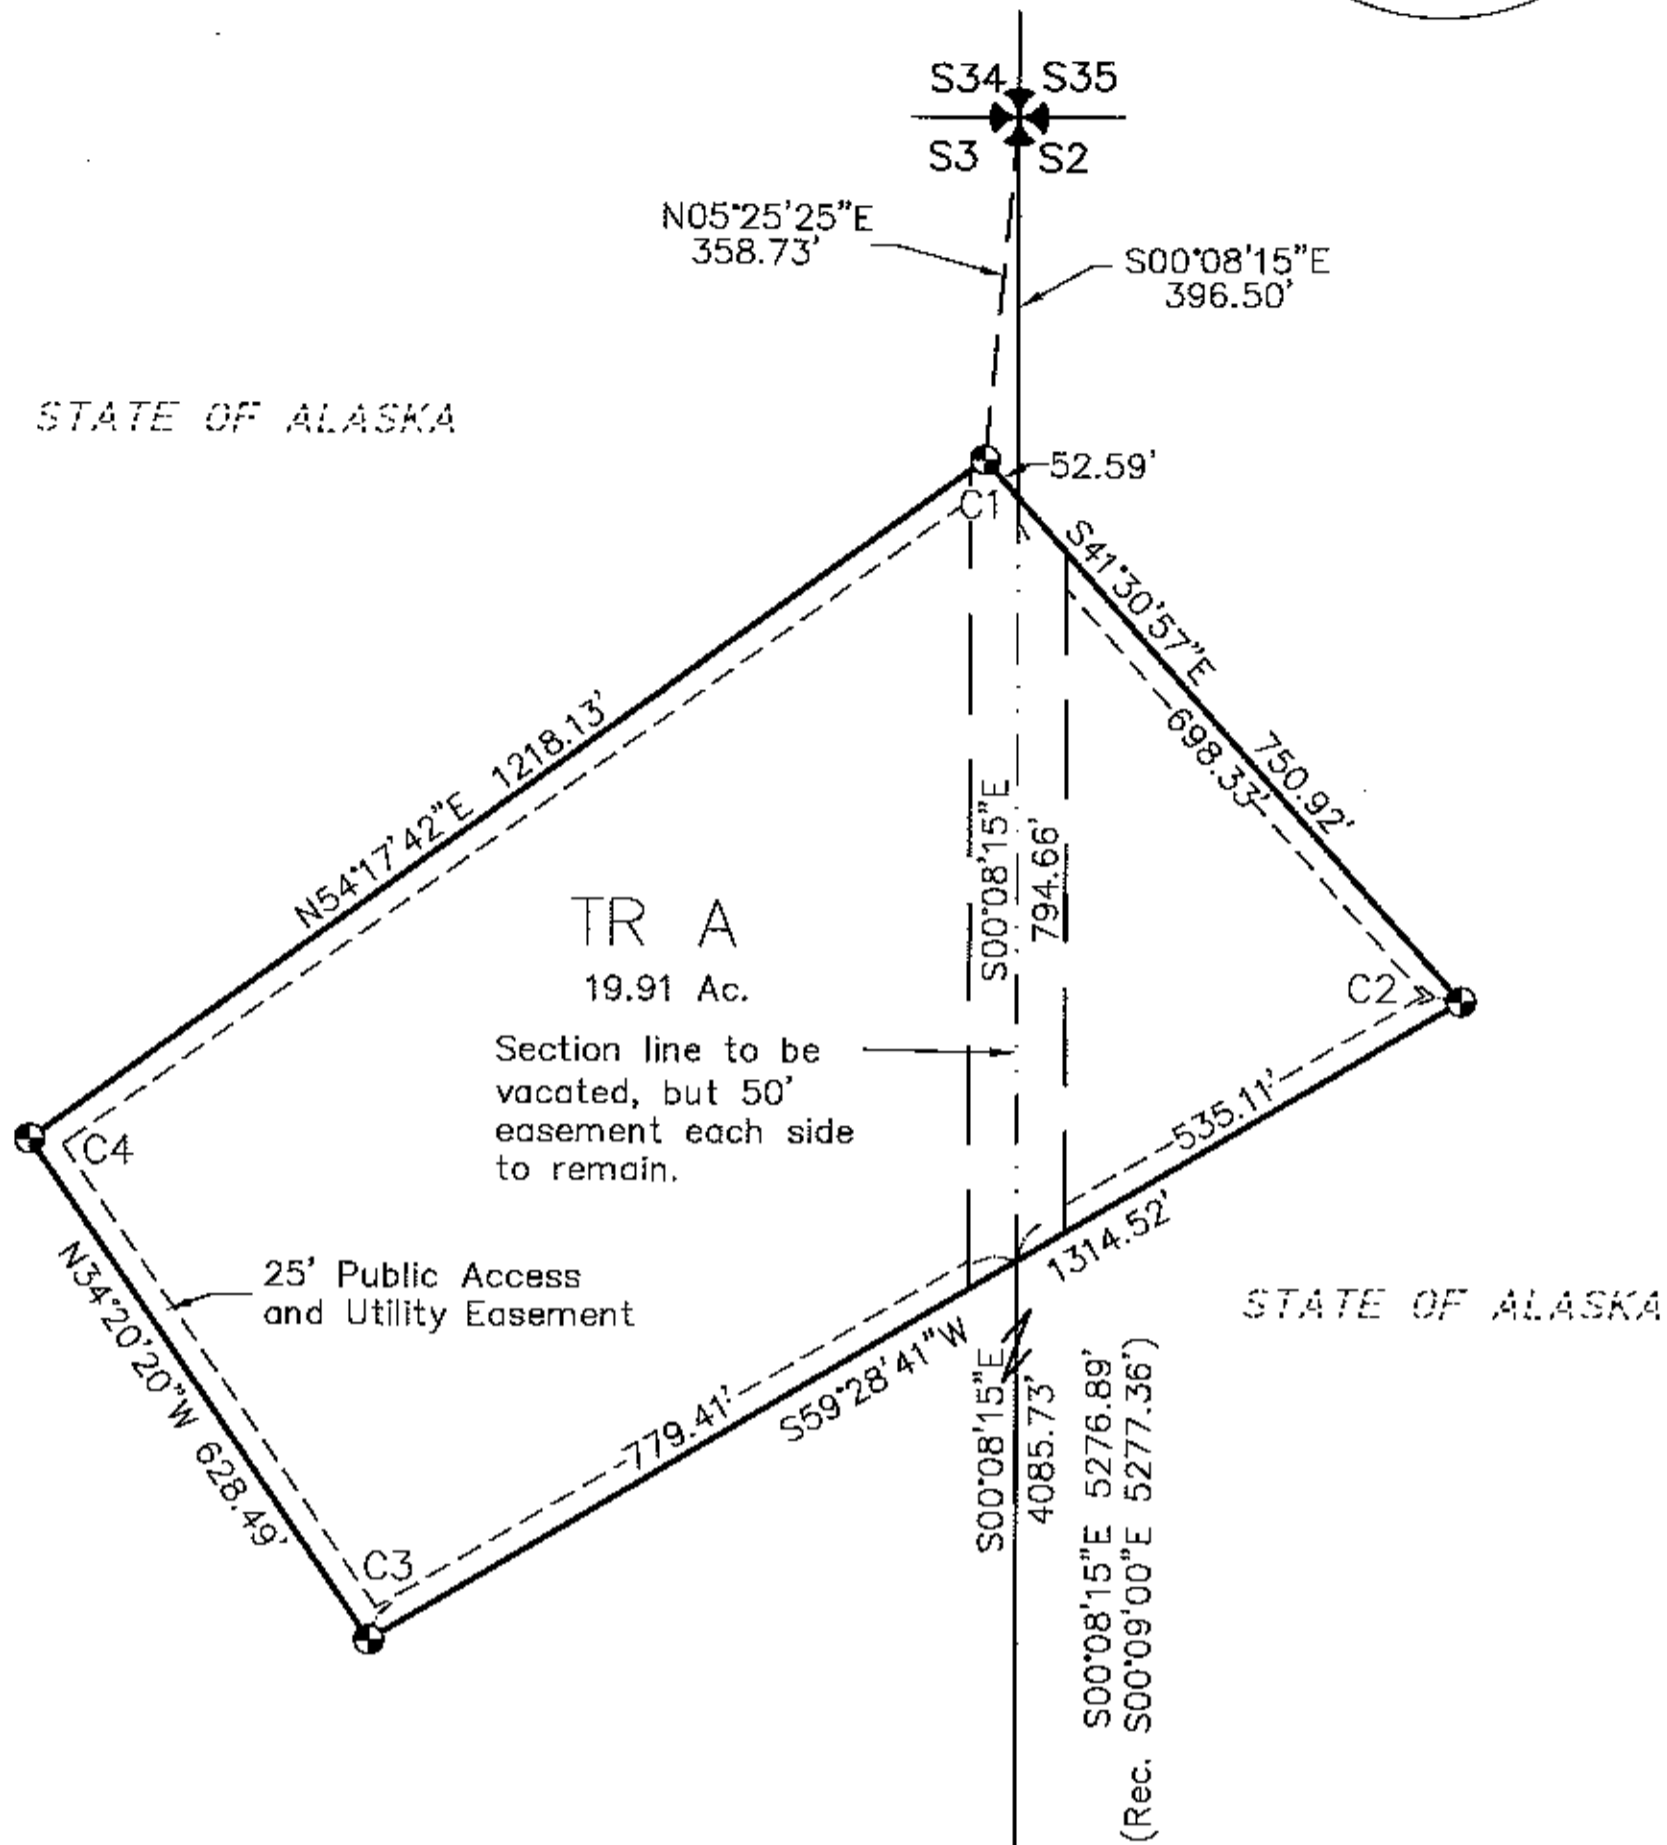 S34 S35
S3 S2
N05°25'25"E
358.73'
S00°08'15"E
396.50'
STATE OF ALASKA
52.59'
C1
S41°30'57"E
750.92'
698.33'
N54°17'42"E 1218.13'
S00°08'15"E
794.66'
TR A
19.91 Ac.
C2
Section line to be
vacated, but 50'
easement each side
to remain.
C4
535.11'
1314.52'
25' Public Access
and Utility Easement
N34°20'20"W 628.49'
STATE OF ALASKA
S59°28'41"W
779.41'
C3
S00°08'15"E
4085.73'
S00°08'15"E 5276.89'
(Rec. S00°09'00"E 5277.36')